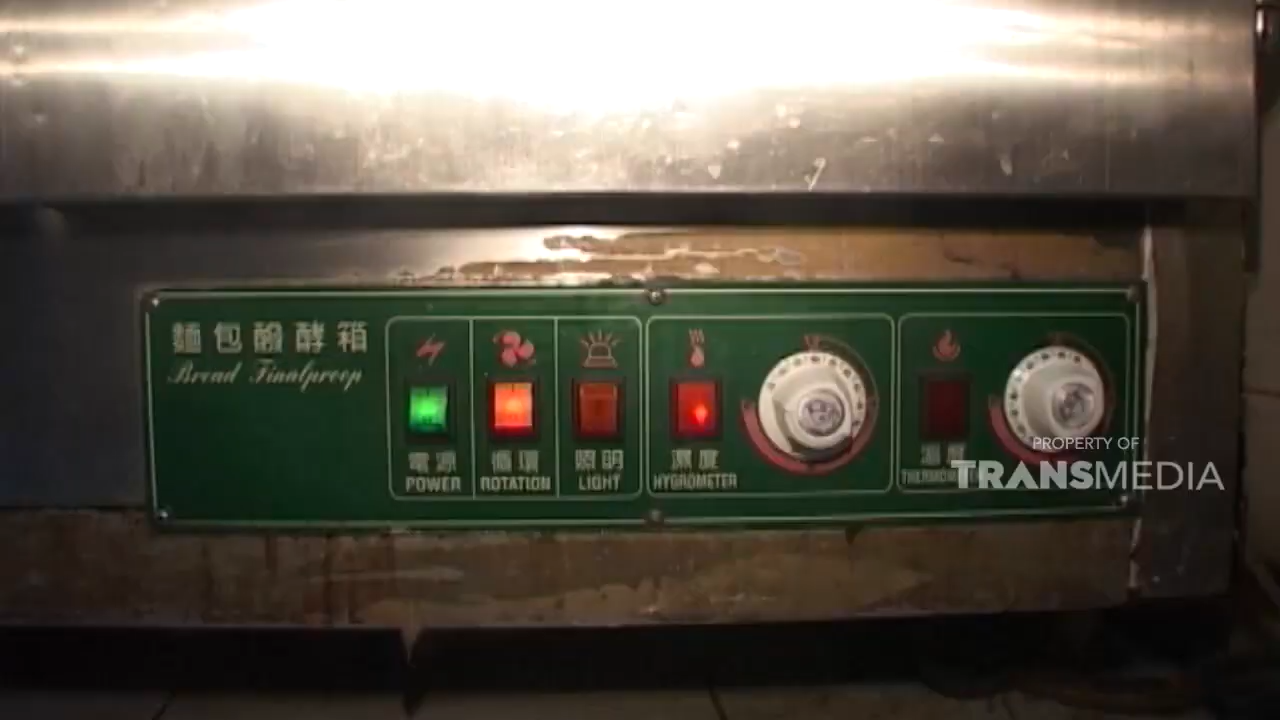 麵包醱酵箱
Bread Finalproop
電源
POWER
循環
ROTATION
照明
LIGHT
濕度
HYGROMETER
溫度
PROPERTY OF
TRANSMEDIA